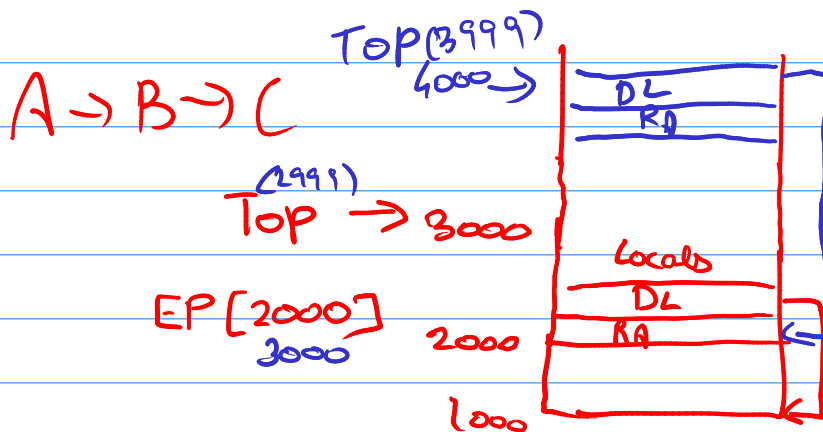 Top(3999)
4000 →
DL
RA
A → B → C
(2999)
Top → 3000
Locals
EP[2000]
DL
3000
2000
RA
1000